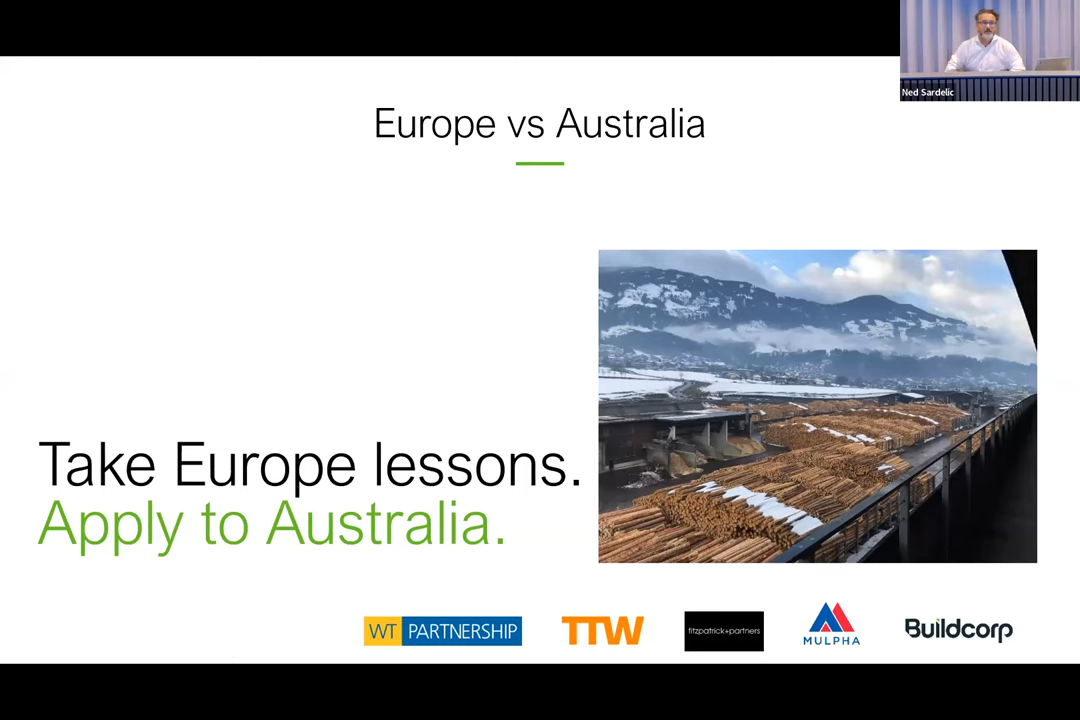 Ned Sardelic
Europe vs Australia
Take Europe lessons.
Apply to Australia.
WT PARTNERSHIP
TTW
fitzpatrick+partners
MULPHA
Buildcorp